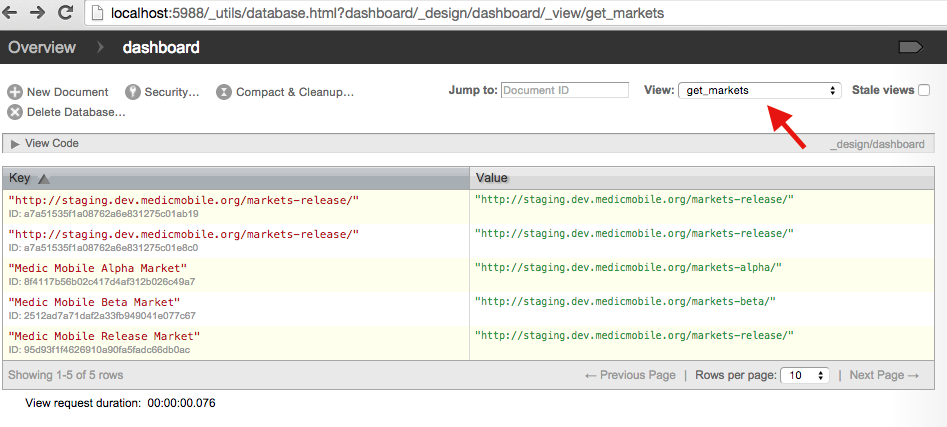 localhost:5988/_utils/database.html?dashboard/_design/dashboard/_view/get_markets
Overview dashboard
New Document Security… Compact & Cleanup… Jump to: Document ID View: get_markets Stale views
Delete Database…
View Code _design/dashboard
Key Value
"http://staging.dev.medicmobile.org/markets-release/" "http://staging.dev.medicmobile.org/markets-release/"
ID: a7a51535f1a08762a6e831275c01ab19
"http://staging.dev.medicmobile.org/markets-release/" "http://staging.dev.medicmobile.org/markets-release/"
ID: a7a51535f1a08762a6e831275c01e8c0
"Medic Mobile Alpha Market" "http://staging.dev.medicmobile.org/markets-alpha/"
ID: 8f4117b56b02c417d4af312b026c49a7
"Medic Mobile Beta Market" "http://staging.dev.medicmobile.org/markets-beta/"
ID: 2512ad7a71daf2a33fb949041e077c67
"Medic Mobile Release Market" "http://staging.dev.medicmobile.org/markets-release/"
ID: 95d93f1f4626910a90fa5fadc66db0ac
Showing 1-5 of 5 rows ← Previous Page | Rows per page: 10 | Next Page →
View request duration: 00:00:00.076